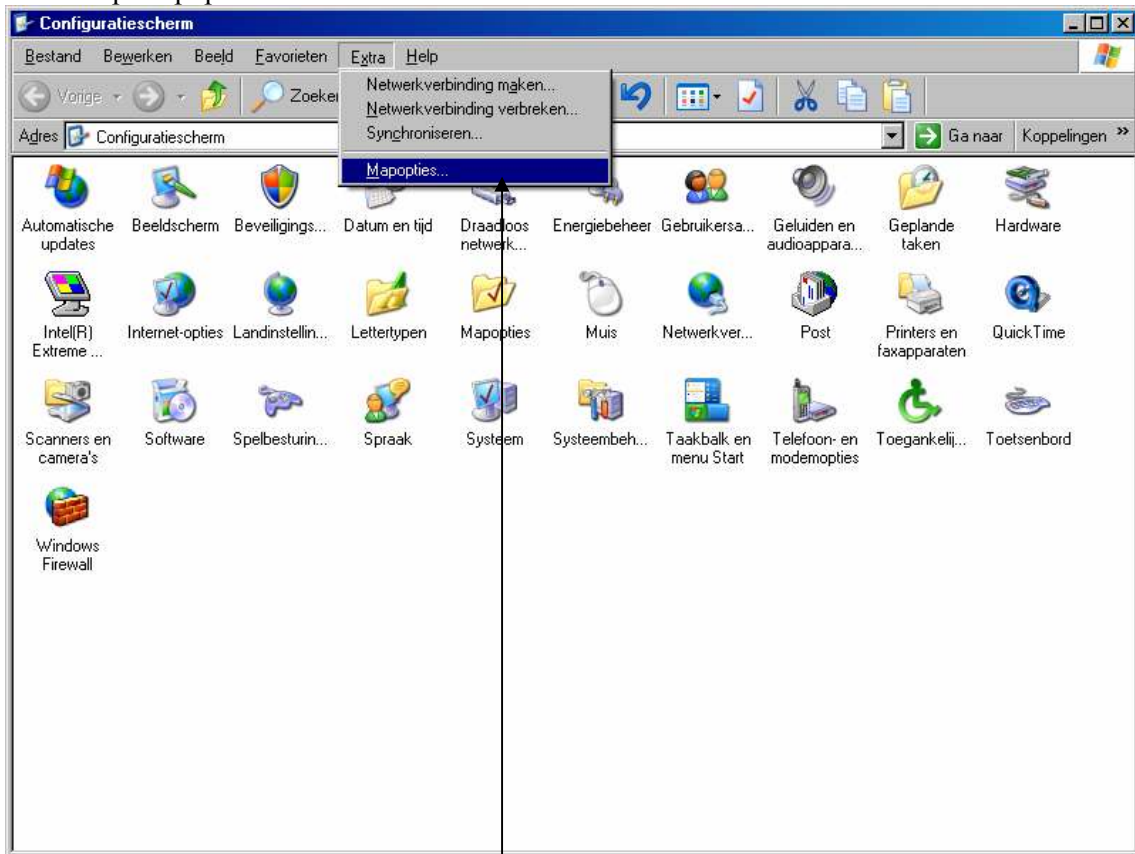 Configuratiescherm
Bestand Bewerken Beeld Favorieten Extra Help
Vorige Zoeken
Netwerkverbinding maken...
Netwerkverbinding verbreken...
Synchroniseren...
Mapopties...
Adres Configuratiescherm Ga naar Koppelingen »
Automatische updates
Beeldscherm
Beveiligings...
Datum en tijd
Draadloos netwerk...
Energiebeheer
Gebruikersa...
Geluiden en audioappara...
Geplande taken
Hardware
Intel(R) Extreme ...
Internet-opties
Landinstellin...
Lettertypen
Mapopties
Muis
Netwerkver...
Post
Printers en faxapparaten
QuickTime
Scanners en camera's
Software
Spelbesturin...
Spraak
Systeem
Systeembeh...
Taakbalk en menu Start
Telefoon- en modemopties
Toegankelij...
Toetsenbord
Windows Firewall